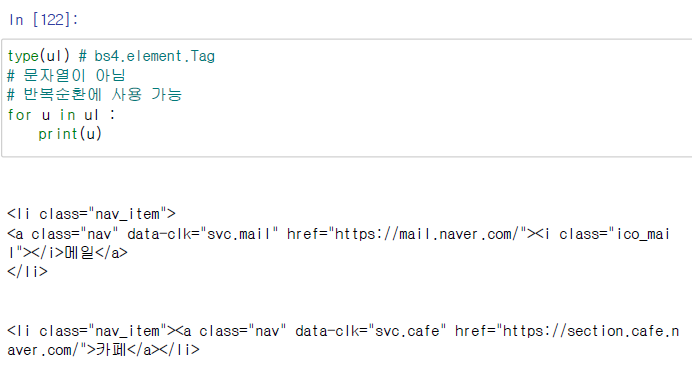 In [122]:
type(ul) # bs4.element.Tag
# 문자열이 아님
# 반복순환에 사용 가능
for u in ul :
    print(u)
<li class="nav_item">
<a class="nav" data-clk="svc.mail" href="https://mail.naver.com/"><i class="ico_mai
l"></i>메일</a>
</li>
<li class="nav_item"><a class="nav" data-clk="svc.cafe" href="https://section.cafe.n
aver.com/">카페</a></li>